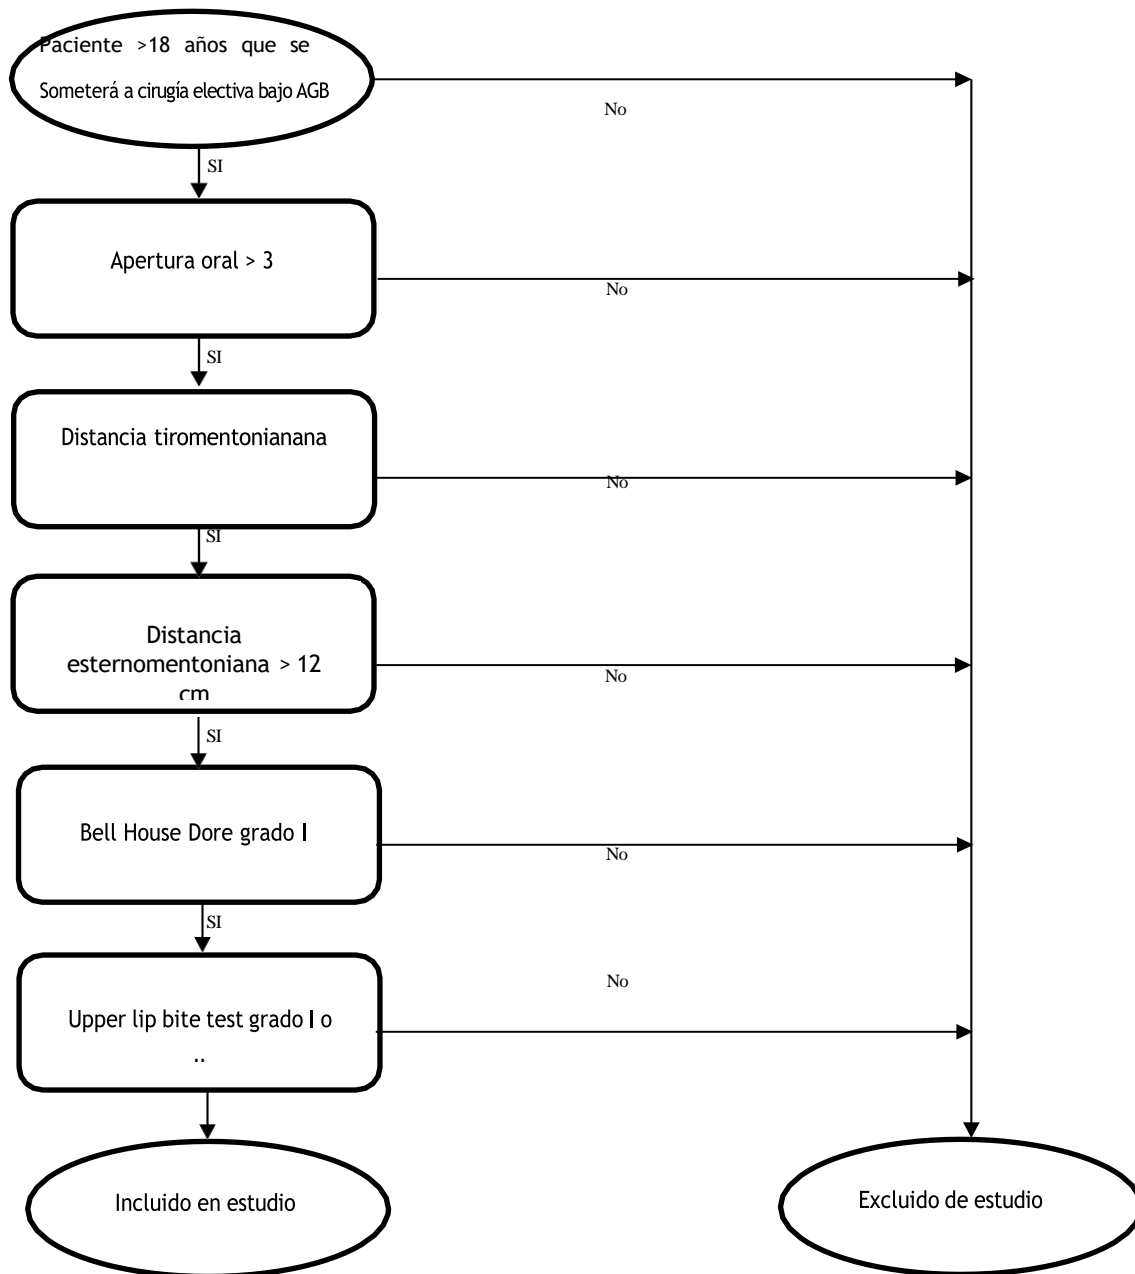 Paciente >18 años que se
Someterá a cirugía electiva bajo AGB
No
SI
Apertura oral > 3
No
SI
Distancia tiromentonianana
No
SI
Distancia
esternomentoniana > 12
cm
No
SI
Bell House Dore grado I
No
SI
Upper lip bite test grado I o
No
Incluido en estudio
Excluido de estudio